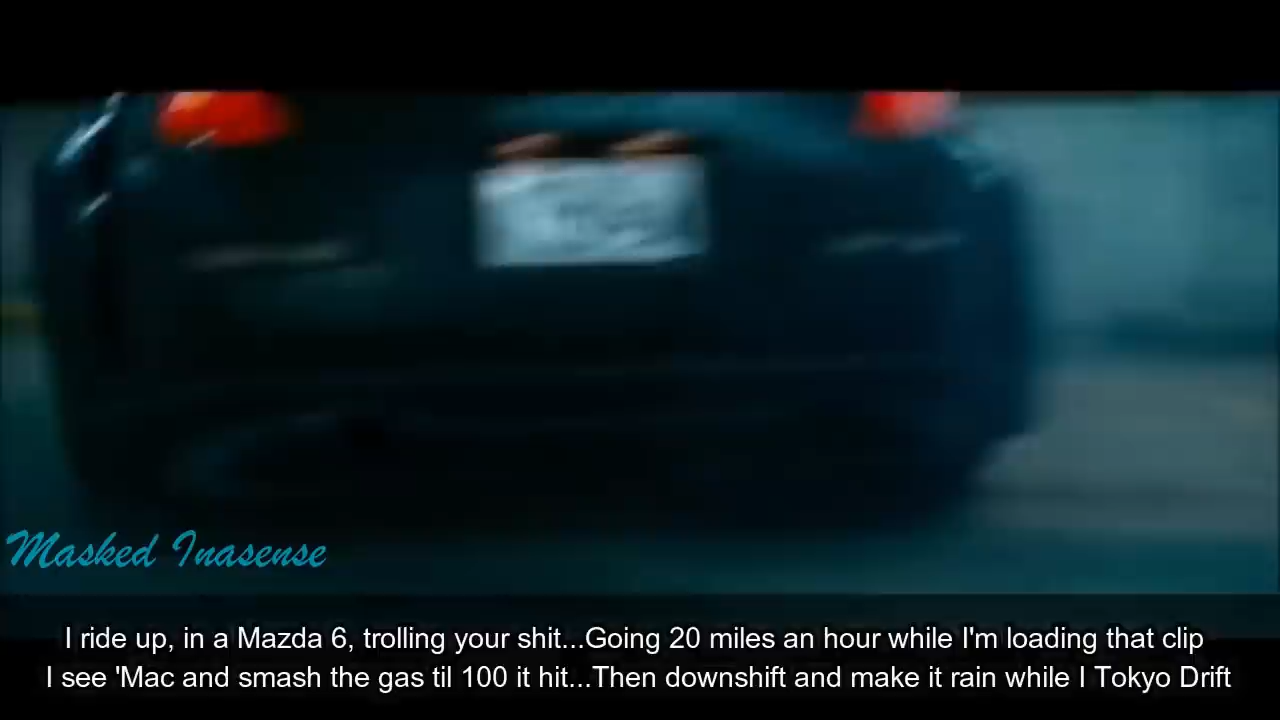 Masked Inasense
I ride up, in a Mazda 6, trolling your shit...Going 20 miles an hour while I'm loading that clip
I see 'Mac and smash the gas til 100 it hit...Then downshift and make it rain while I Tokyo Drift